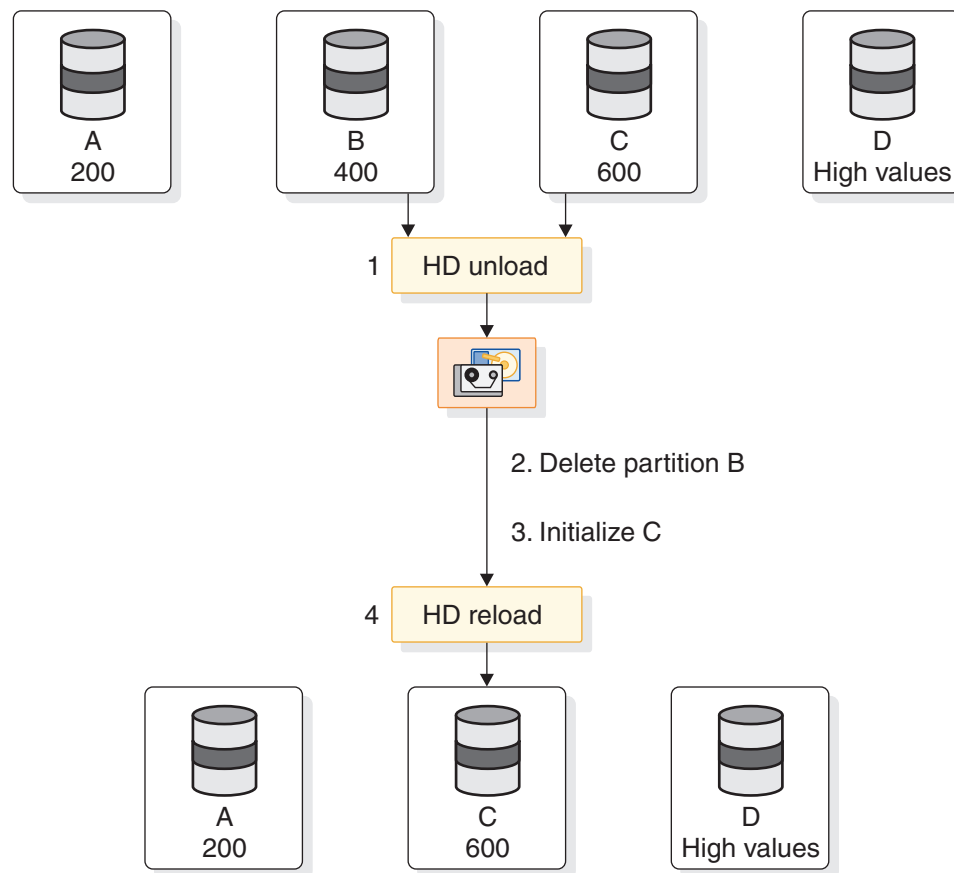 A
200
B
400
C
600
D
High values
1
HD unload
2. Delete partition B
3. Initialize C
4
HD reload
A
200
C
600
D
High values